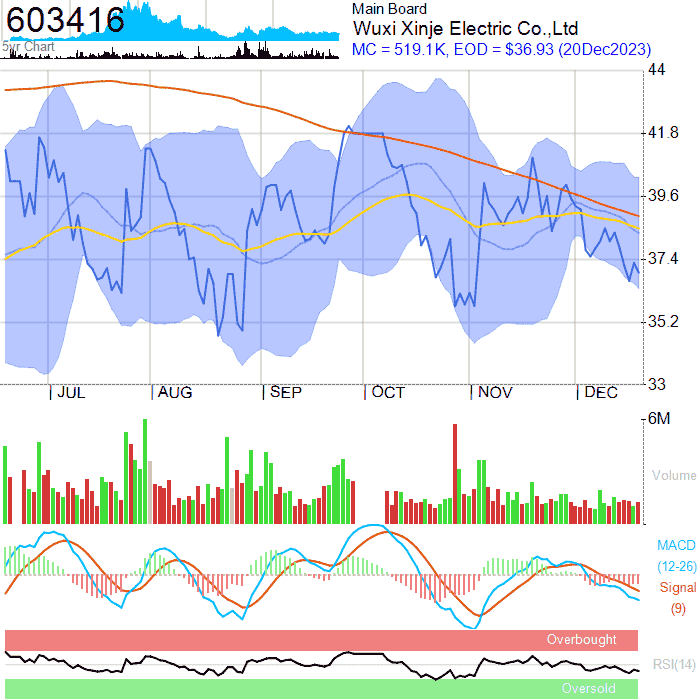 603416
5yr Chart
Main Board
Wuxi Xinje Electric Co.,Ltd
MC = 519.1K, EOD = $36.93 (20Dec2023)
44
41.8
39.6
37.4
35.2
33
JUL AUG SEP OCT NOV DEC
6M
Volume
MACD
(12-26)
Signal
(9)
Overbought
RSI(14)
Oversold